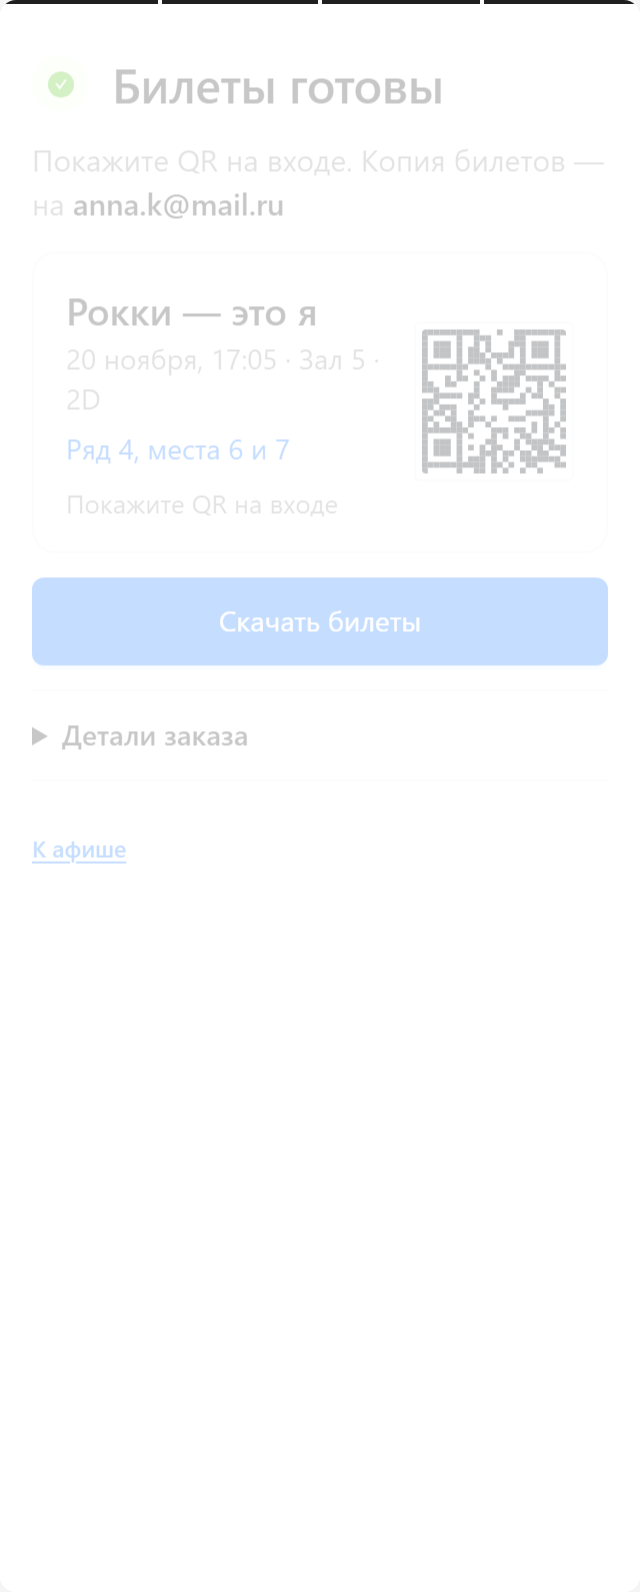 Билеты готовы
Покажите QR на входе. Копия билетов —
на anna.k@mail.ru
Рокки — это я
20 ноября, 17:05 · Зал 5 ·
2D
Ряд 4, места 6 и 7
Покажите QR на входе
Скачать билеты
Детали заказа
К афише